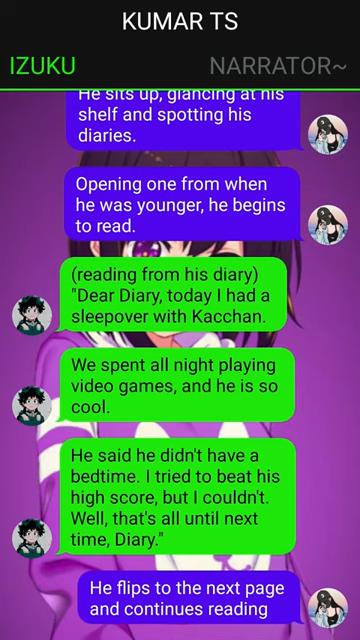 KUMAR TS
IZUKU
NARRATOR~
He sits up, glancing at his
shelf and spotting his
diaries.
Opening one from when
he was younger, he begins
to read.
(reading from his diary)
"Dear Diary, today I had a
sleepover with Kacchan.
We spent all night playing
video games, and he is so
cool.
He said he didn't have a
bedtime. I tried to beat his
high score, but I couldn't.
Well, that's all until next
time, Diary."
He flips to the next page
and continues reading